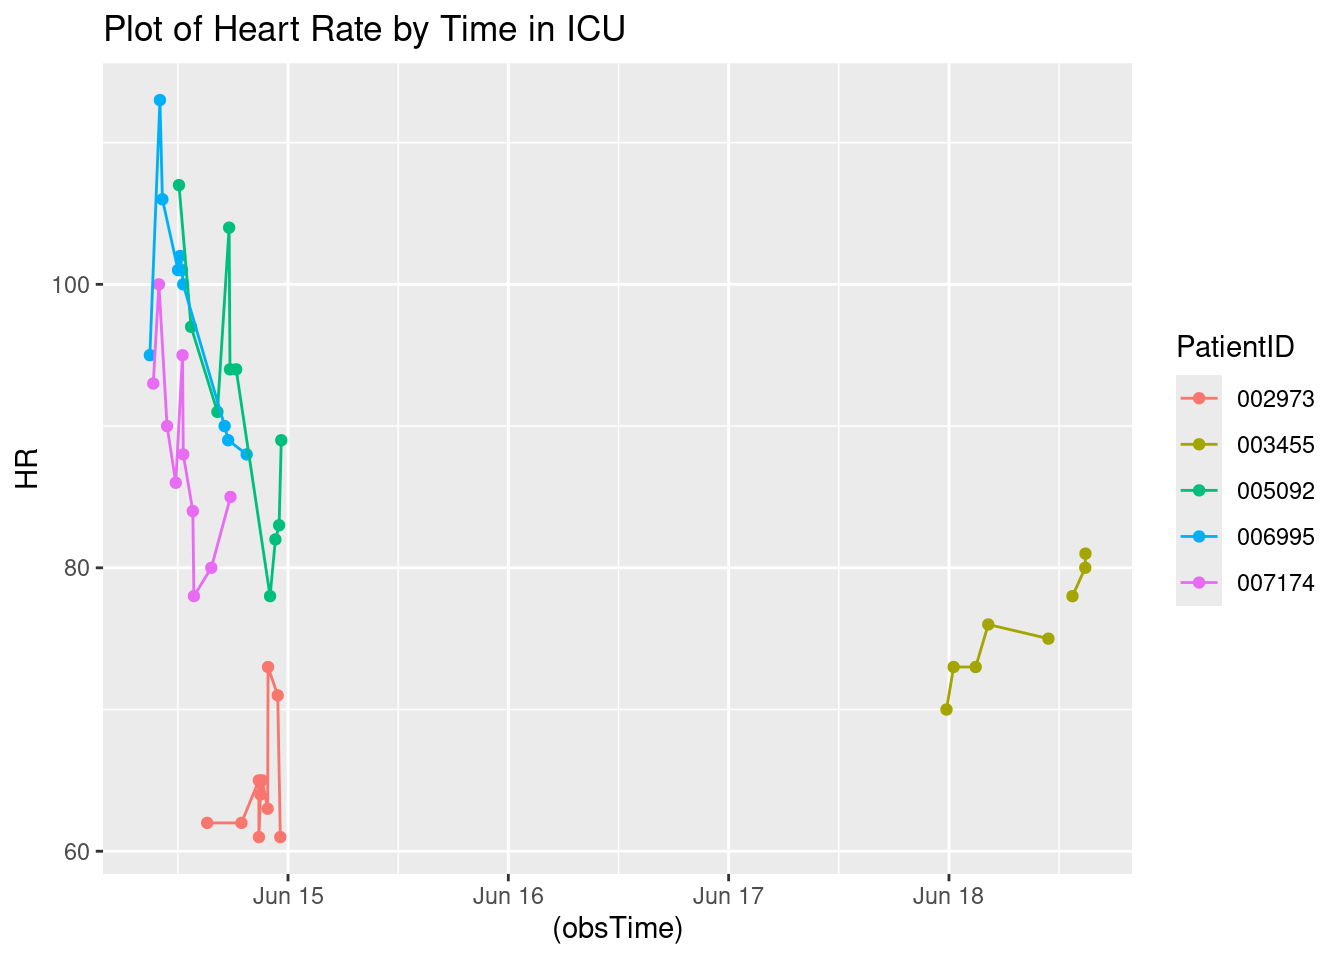 Plot of Heart Rate by Time in ICU
HR
100
80
60
Jun 15
Jun 16
Jun 17
Jun 18
(obsTime)
PatientID
002973
003455
005092
006995
007174